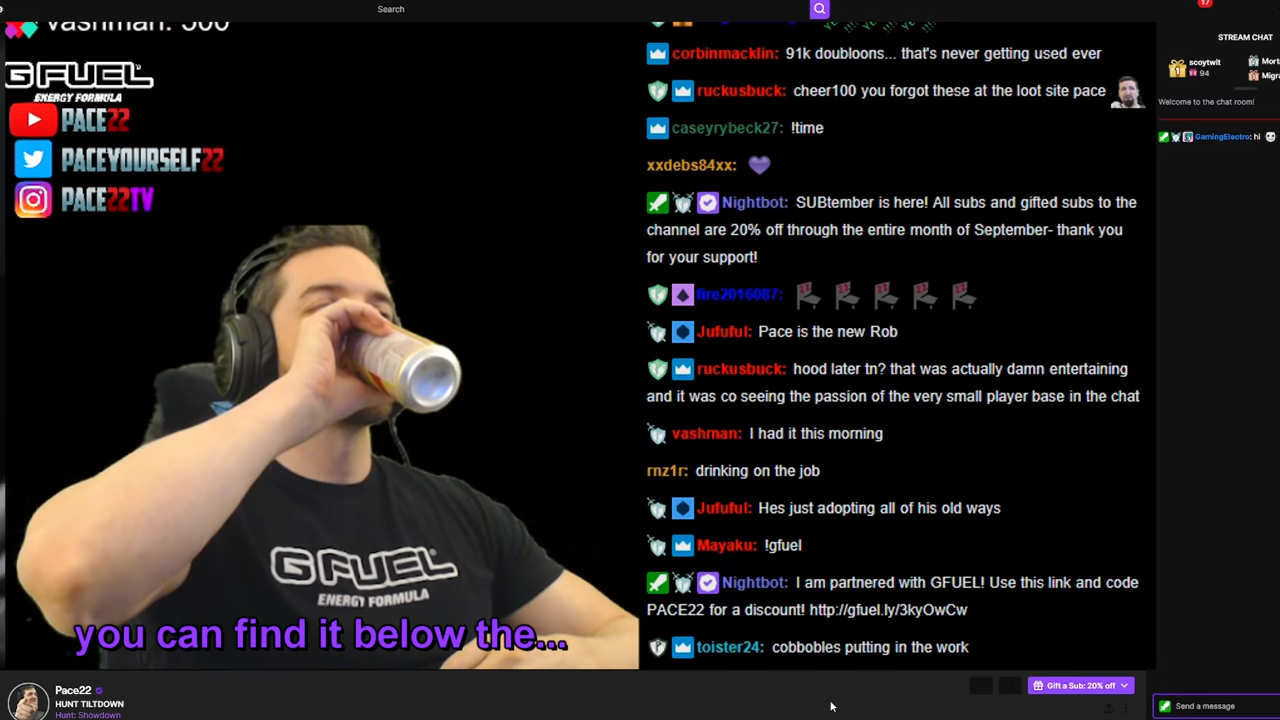 Search
17
vashman: 500
G FUEL
ENERGY FORMULA
PACE22
PACEYOURSELF22
PACE22TV
G FUEL
ENERGY FORMULA
you can find it below the...
corbinmacklin: 91k doubloons... that's never getting used ever
ruckusbuck: cheer100 you forgot these at the loot site pace
caseyrybeck27: !time
xxdebs84xx:
Nightbot: SUBtember is here! All subs and gifted subs to the
channel are 20% off through the entire month of September- thank you
for your support!
fire2016087:
Jufuful: Pace is the new Rob
ruckusbuck: hood later tn? that was actually damn entertaining
and it was co seeing the passion of the very small player base in the chat
vashman: I had it this morning
rnz1r: drinking on the job
Jufuful: Hes just adopting all of his old ways
Mayaku: !gfuel
Nightbot: I am partnered with GFUEL! Use this link and code
PACE22 for a discount! http://gfuel.ly/3kyOwCw
toister24: cobbobles putting in the work
STREAM CHAT
scoytwit
94
Mort
Migra
Welcome to the chat room!
GamingElectro: hi
Pace22
HUNT TILTDOWN
Hunt: Showdown
Gift a Sub: 20% off
Send a message